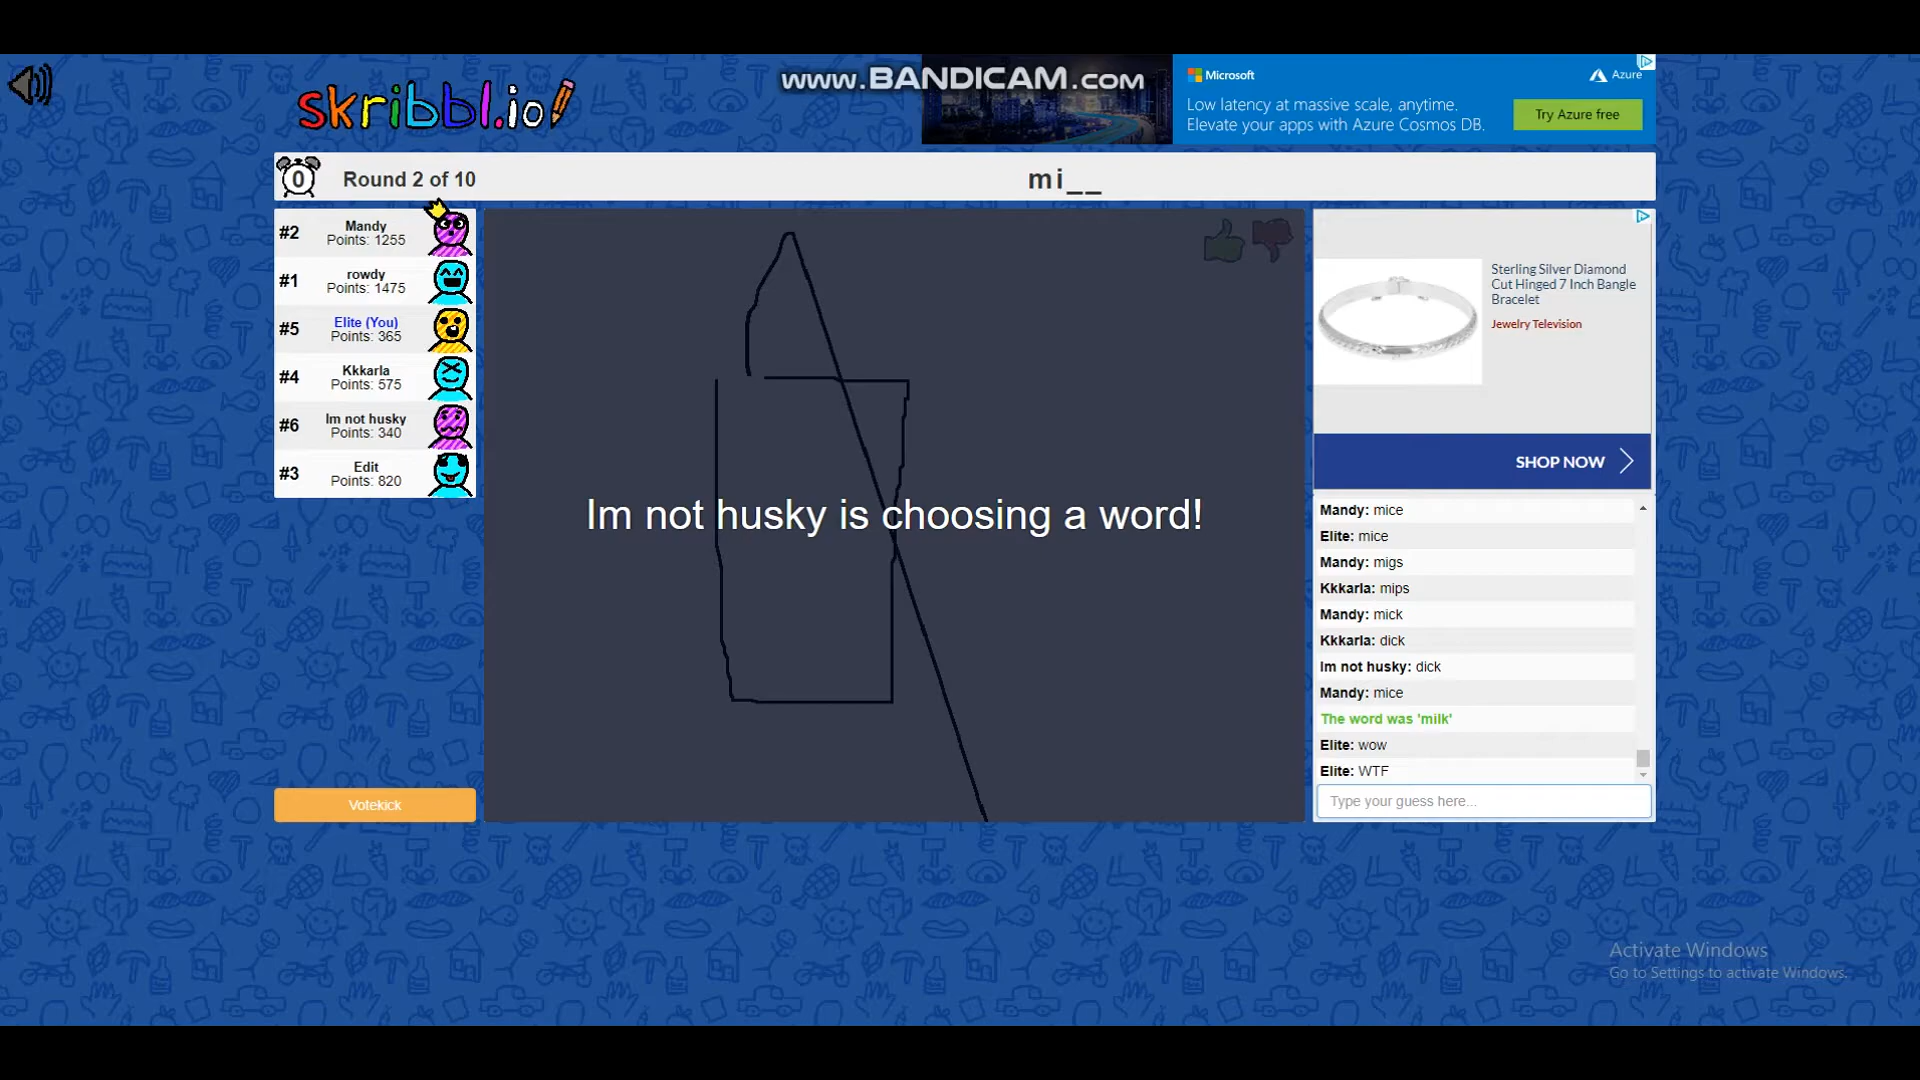 www.BANDICAM.com
skribbl.io
Microsoft
Azure
Low latency at massive scale, anytime.
Elevate your apps with Azure Cosmos DB.
Try Azure free
0
Round 2 of 10
mi__
#2
Mandy
Points: 1255
#1
rowdy
Points: 1475
#5
Elite (You)
Points: 365
#4
Kkkarla
Points: 575
#6
Im not husky
Points: 340
#3
Edit
Points: 820
Votekick
Im not husky is choosing a word!
Sterling Silver Diamond
Cut Hinged 7 Inch Bangle
Bracelet
Jewelry Television
SHOP NOW
Mandy: mice
Elite: mice
Mandy: migs
Kkkarla: mips
Mandy: mick
Kkkarla: dick
Im not husky: dick
Mandy: mice
The word was 'milk'
Elite: wow
Elite: WTF
Type your guess here...
Activate Windows
Go to Settings to activate Windows.